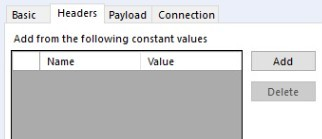 Basic Headers Payload Connection
Add from the following constant values
Name Value Add
Delete